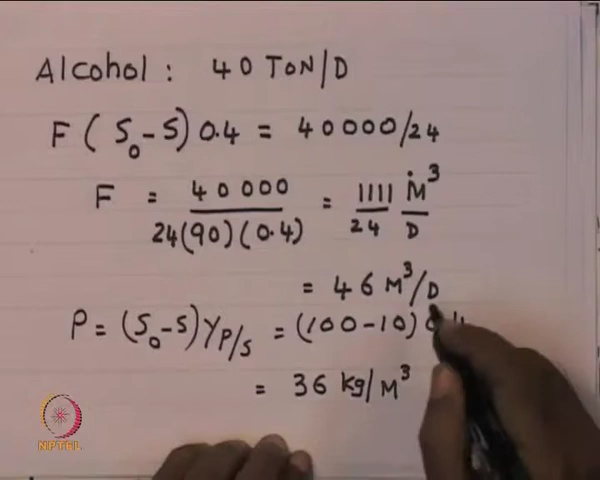 Alcohol: 40 TON/D
F(S₀-S)0.4 = 40000/24
F = 40000 / 24(90)(0.4) = 1111/24 M³/D
= 46 M³/D
P = (S₀-S)Y_P/S = (100-10)
= 36 kg/M³
NPTEL